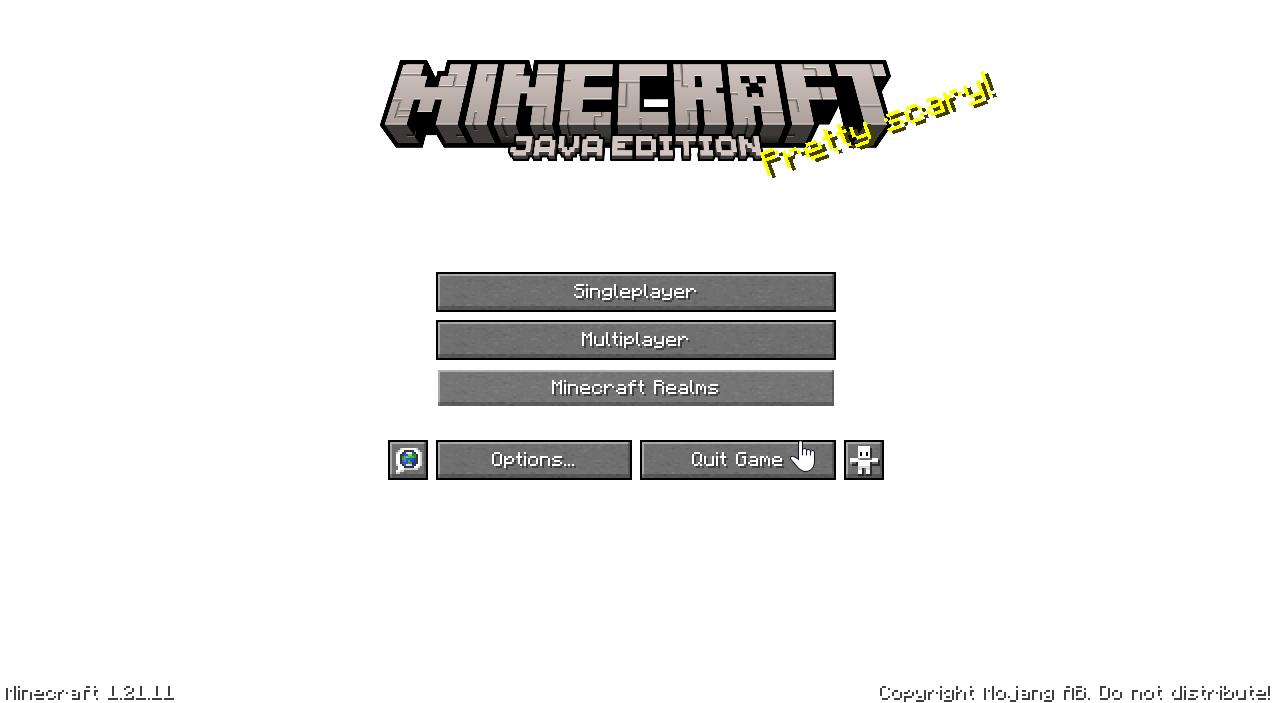 MINECRAFT
JAVA EDITION
Pretty scary!
Singleplayer
Multiplayer
Minecraft Realms
Options...
Quit Game
Minecraft 1.21.11
Copyright Mojang AB. Do not distribute!